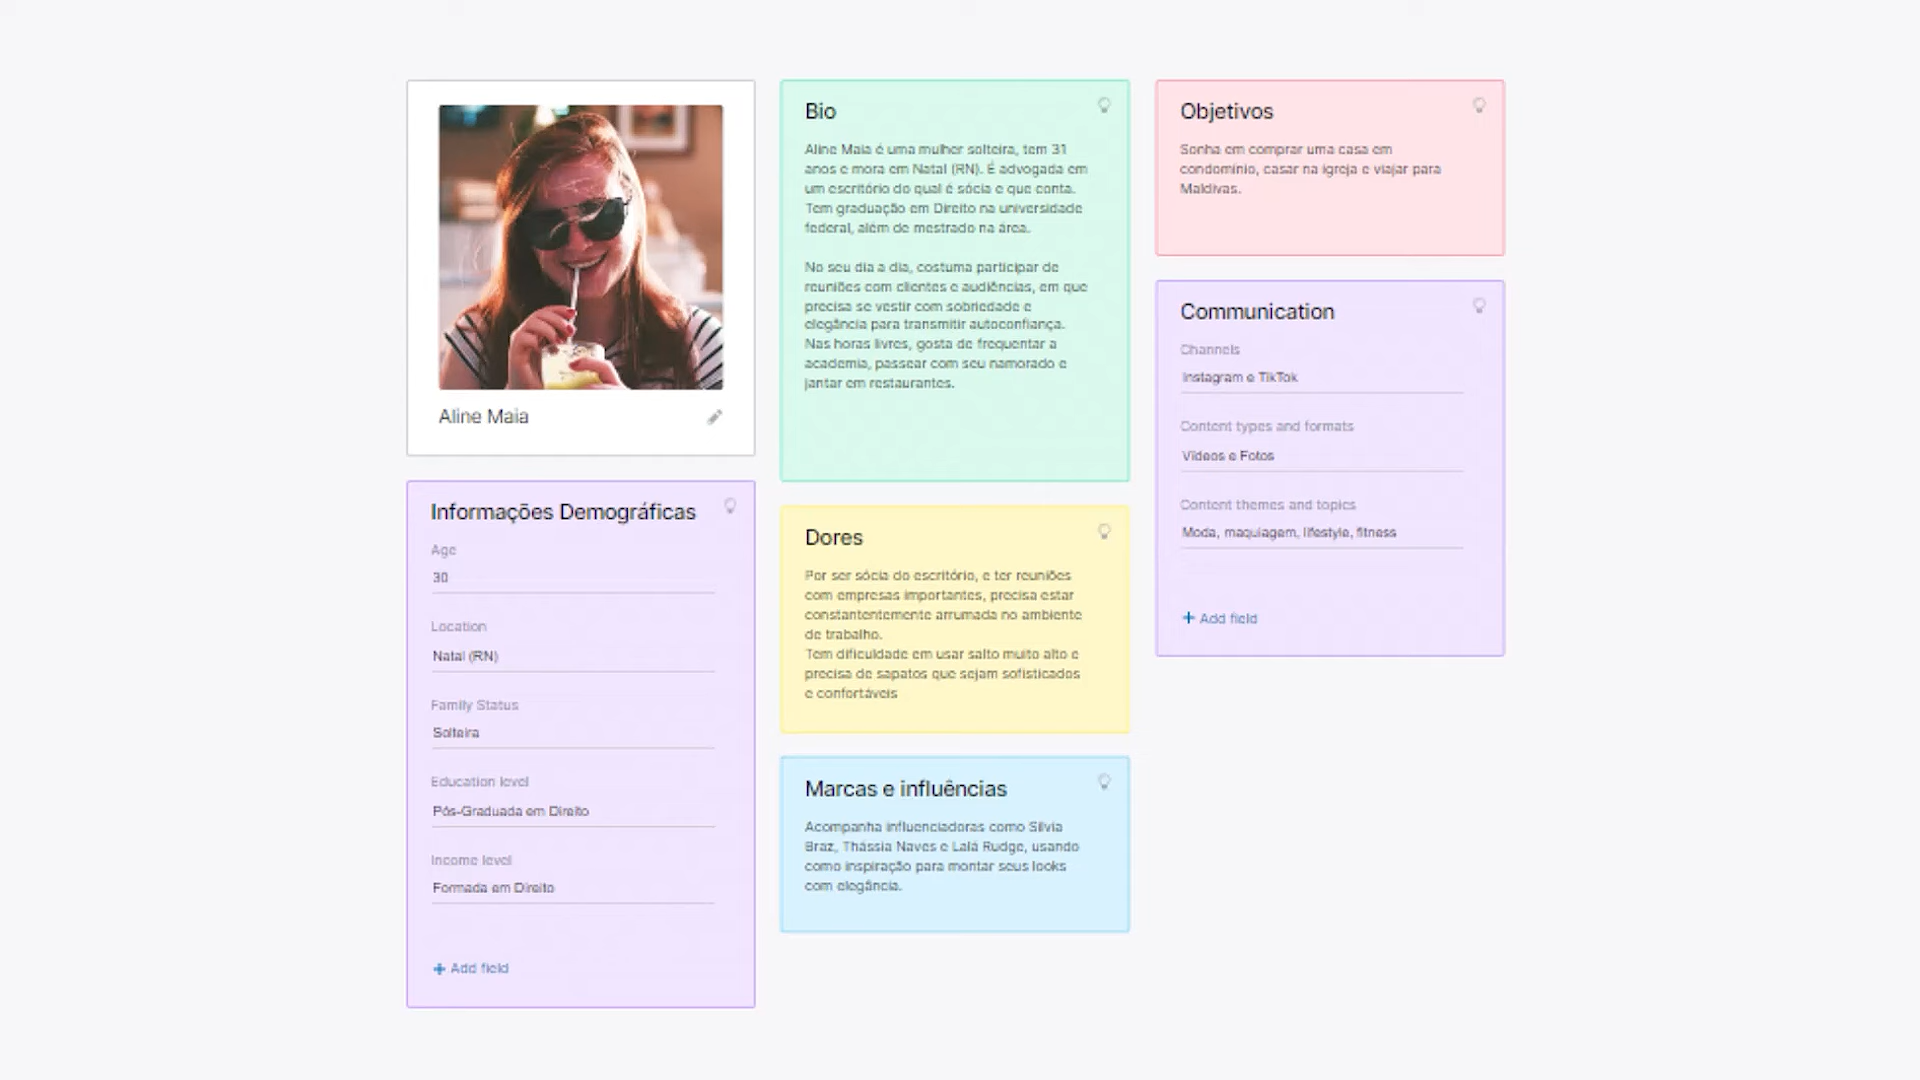 Aline Maia
Informações Demográficas
Age
30
Location
Natal (RN)
Family Status
Solteira
Education level
Pós-Graduada em Direito
Income level
Formada em Direito
+ Add field
Bio
Aline Maia é uma mulher solteira, tem 31
anos e mora em Natal (RN). É advogada em
um escritório do qual é sócia e que conta.
Tem graduação em Direito na universidade
federal, além de mestrado na área.
No seu dia a dia, costuma participar de
reuniões com clientes e audiências, em que
precisa se vestir com sobriedade e
elegância para transmitir autoconfiança.
Nas horas livres, gosta de frequentar a
academia, passear com seu namorado e
jantar em restaurantes.
Dores
Por ser sócia do escritório, e ter reuniões
com empresas importantes, precisa estar
constantentemente arrumada no ambiente
de trabalho.
Tem dificuldade em usar salto muito alto e
precisa de sapatos que sejam sofisticados
e confortáveis
Marcas e influências
Acompanha influenciadoras como Silvia
Braz, Thássia Naves e Lalá Rudge, usando
como inspiração para montar seus looks
com elegância.
Objetivos
Sonha em comprar uma casa em
condomínio, casar na igreja e viajar para
Maldivas.
Communication
Channels
Instagram e TikTok
Content types and formats
Vídeos e Fotos
Content themes and topics
Moda, maquiagem, lifestyle, fitness
+ Add field